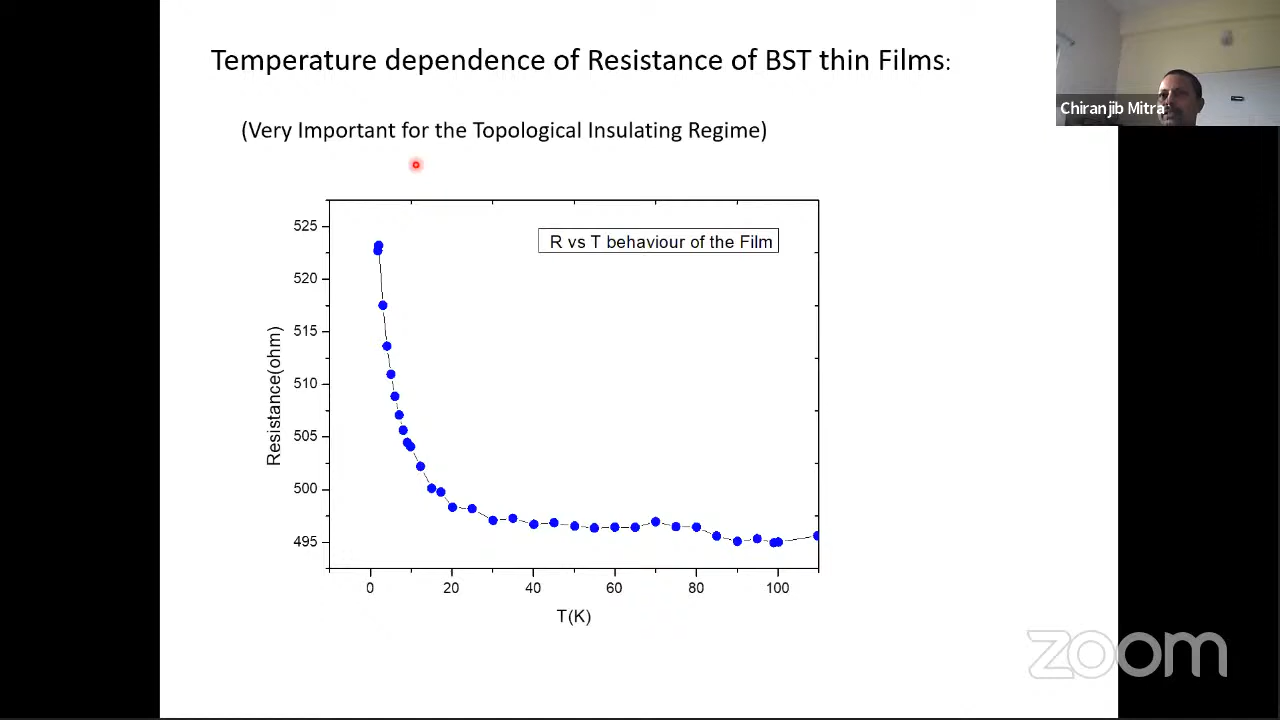 Temperature dependence of Resistance of BST thin Films:
Chiranjib Mitra
(Very Important for the Topological Insulating Regime)
R vs T behaviour of the Film
525
520
515
510
505
500
495
Resistance(ohm)
0 20 40 60 80 100
T(K)
zoom